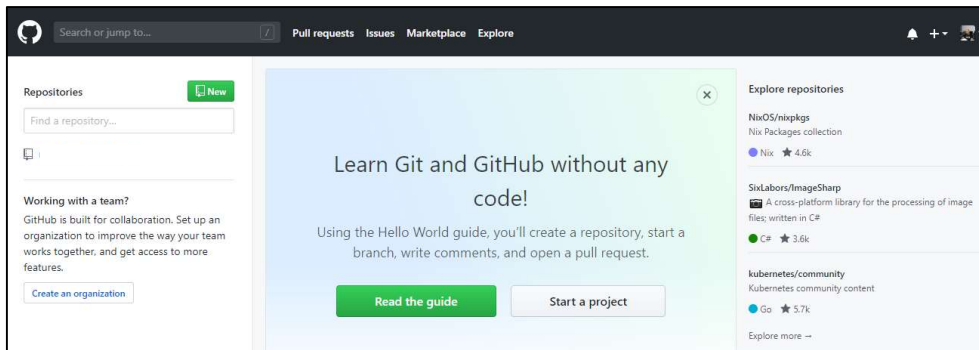 Search or jump to...
/
Pull requests Issues Marketplace Explore
Repositories
New
Find a repository...
Working with a team?
GitHub is built for collaboration. Set up an
organization to improve the way your team
works together, and get access to more
features.
Create an organization
Learn Git and GitHub without any
code!
Using the Hello World guide, you'll create a repository, start a
branch, write comments, and open a pull request.
Read the guide
Start a project
Explore repositories
NixOS/nixpkgs
Nix Packages collection
Nix ★ 4.6k
SixLabors/ImageSharp
📷 A cross-platform library for the processing of image
files; written in C#
C# ★ 3.6k
kubernetes/community
Kubernetes community content
Go ★ 5.7k
Explore more →